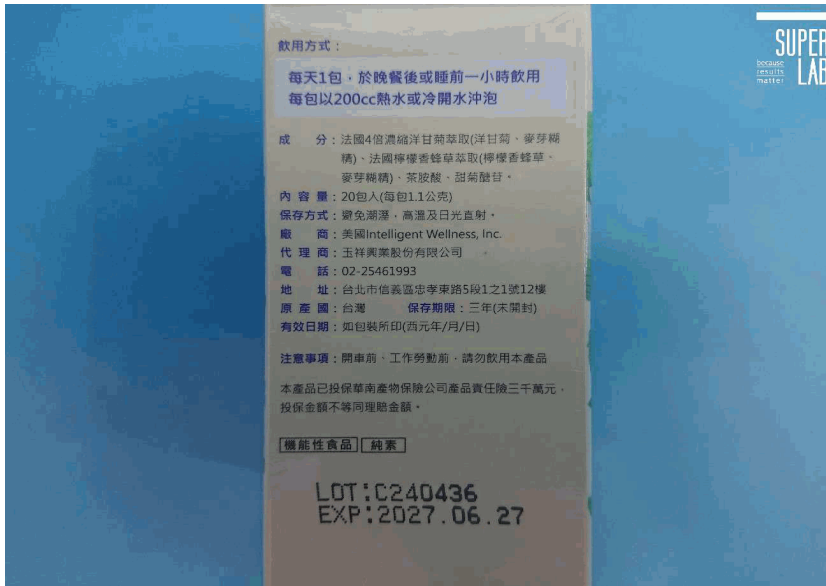 SUPER
because
results
matter
LAB
飲用方式：
每天1包，於晚餐後或睡前一小時飲用
每包以200cc熱水或冷開水沖泡
成　分：法國4倍濃縮洋甘菊萃取(洋甘菊、麥芽糊
精)、法國檸檬香蜂草萃取(檸檬香蜂草、
麥芽糊精)、茶胺酸、甜菊醣苷。
內容量：20包入(每包1.1公克)
保存方式：避免潮溼，高溫及日光直射。
廠　商：美國Intelligent Wellness, Inc.
代理商：玉祥興業股份有限公司
電　話：02-25461993
地　址：台北市信義區忠孝東路5段1之1號12樓
原產國：台灣　保存期限：三年(未開封)
有效日期：如包裝所印(西元年/月/日)
注意事項：開車前、工作勞動前，請勿飲用本產品
本產品已投保華南產物保險公司產品責任險三千萬元，
投保金額不等同理賠金額。
機能性食品 純素
LOT:C240436
EXP:2027.06.27